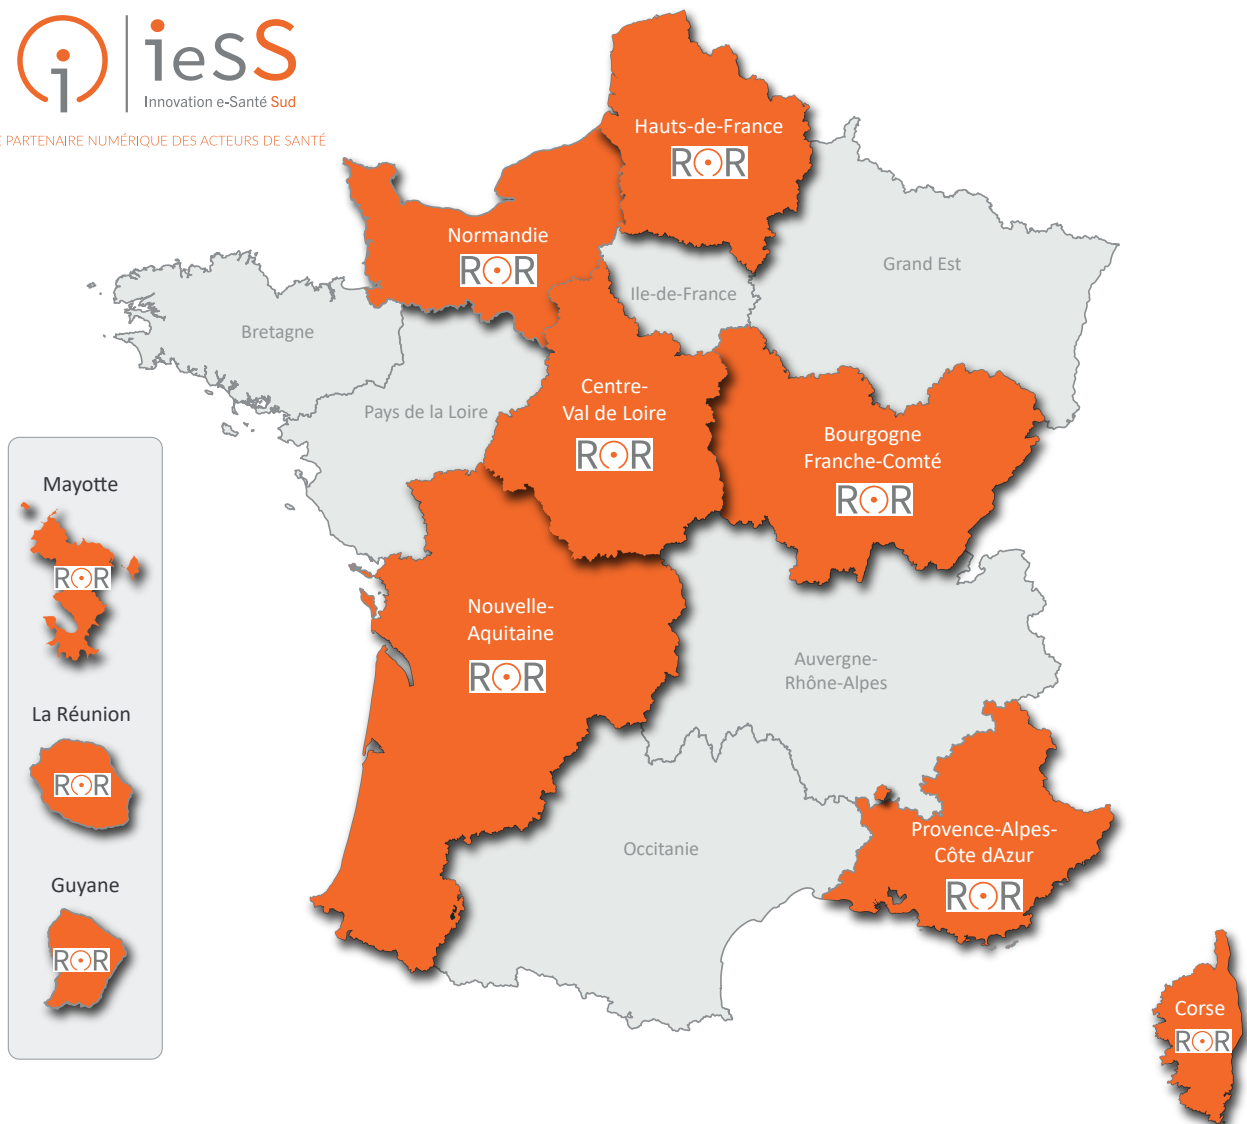 i
ieSS
Innovation e-Santé Sud
PARTENAIRE NUMÉRIQUE DES ACTEURS DE SANTÉ
Hauts-de-France
ROR
Normandie
ROR
Grand Est
Ile-de-France
Bretagne
Centre-
Val de Loire
ROR
Pays de la Loire
Bourgogne
Franche-Comté
ROR
Mayotte
ROR
Nouvelle-
Aquitaine
ROR
Auvergne-
Rhône-Alpes
La Réunion
ROR
Provence-Alpes-
Côte dAzur
ROR
Occitanie
Guyane
ROR
Corse
ROR